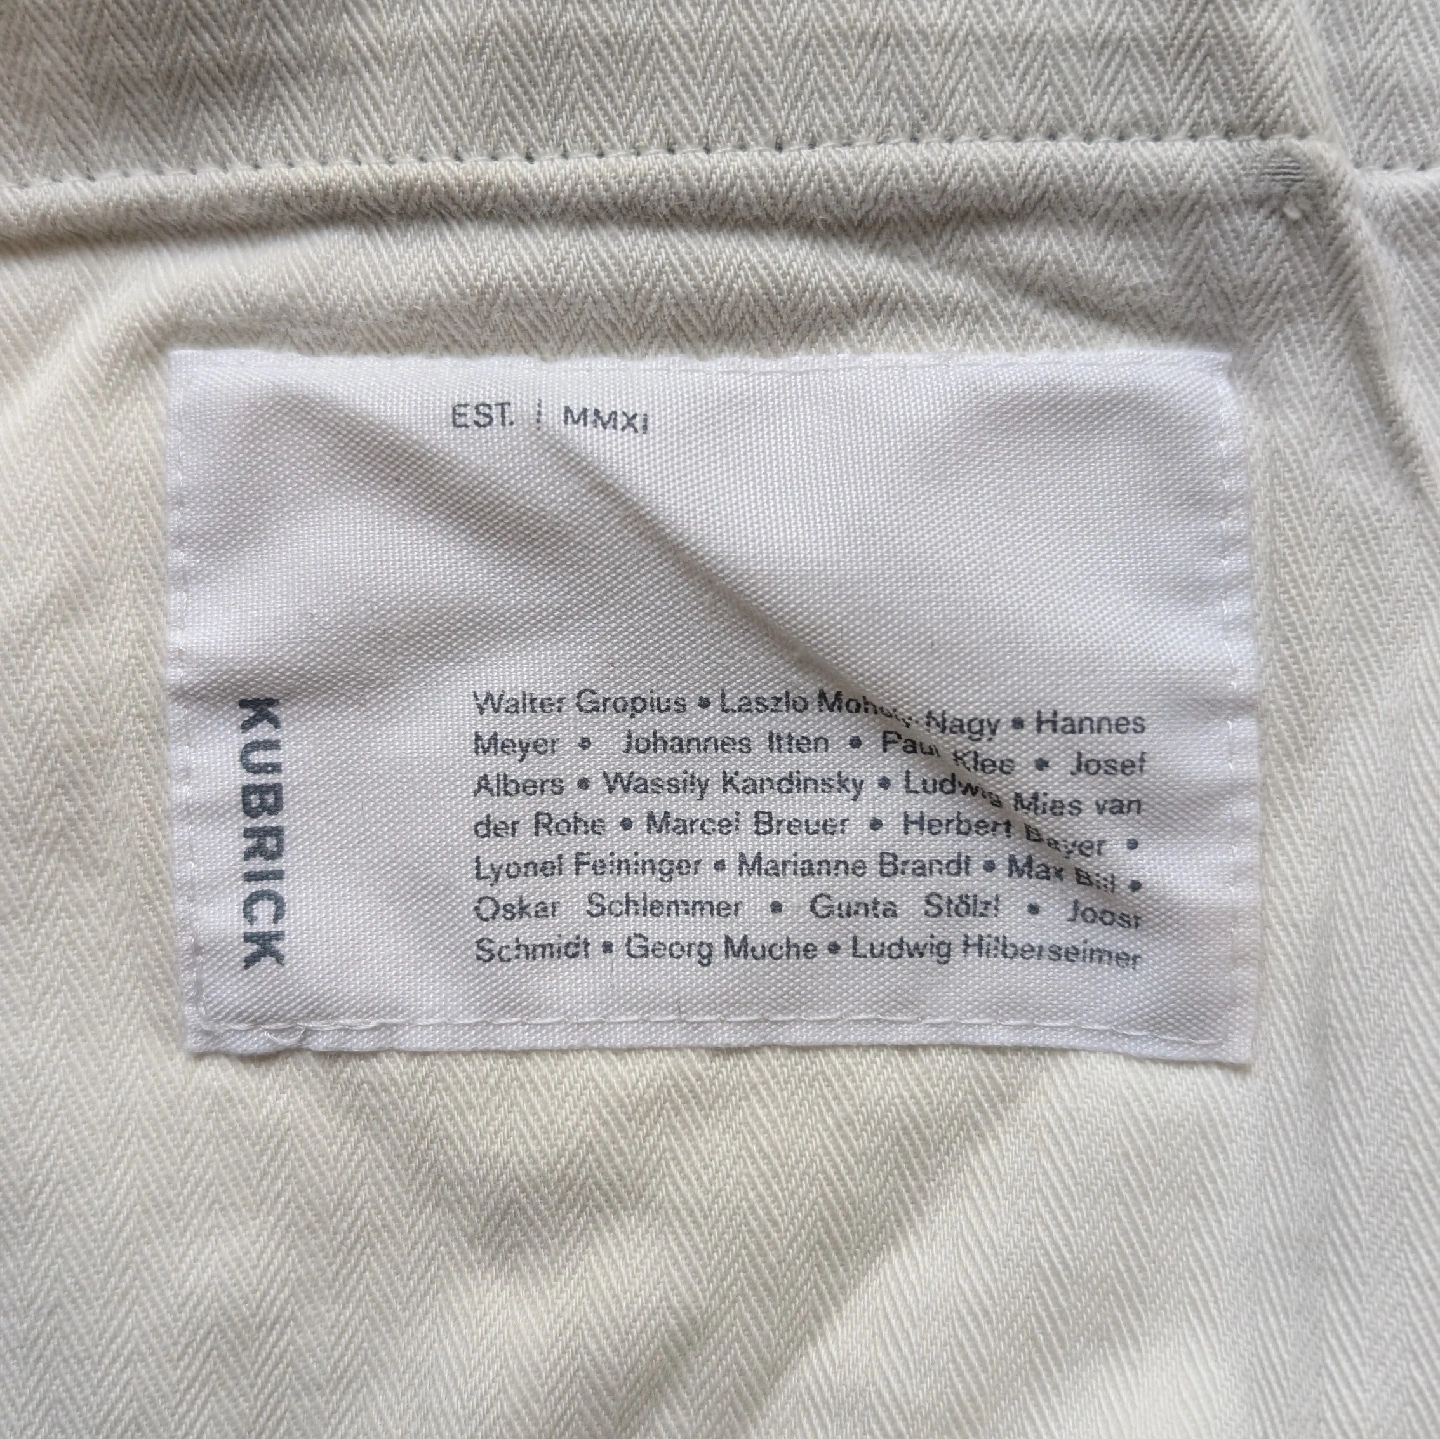 EST. | MMXI
KUBRICK
Walter Gropius • Laszlo Moholy-Nagy • Hannes
Meyer • Johannes Itten • Paul Klee • Josef
Albers • Wassily Kandinsky • Ludwig Mies van
der Rohe • Marcel Breuer • Herbert Bayer •
Lyonel Feininger • Marianne Brandt • Max Bill •
Oskar Schlemmer • Gunta Stölzl • Joost
Schmidt • Georg Muche • Ludwig Hilberseimer